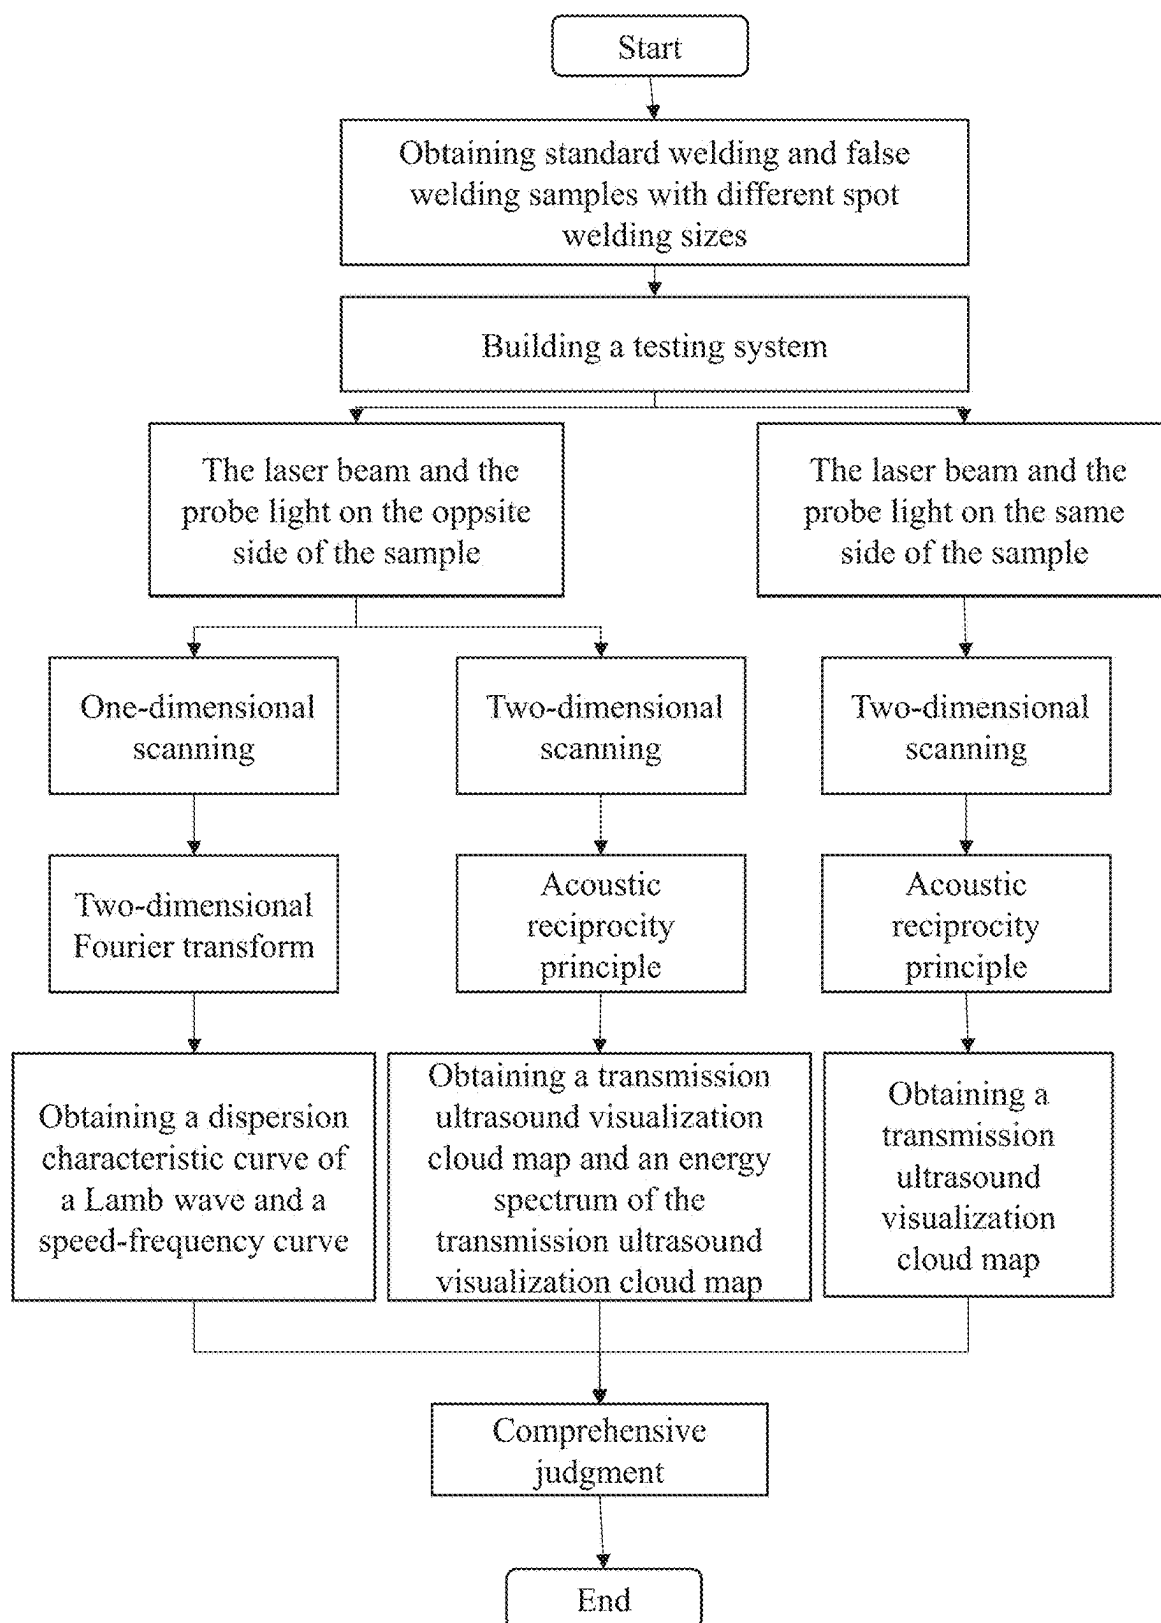 Start
Obtaining standard welding and false
welding samples with different spot
welding sizes
Building a testing system
The laser beam and the
probe light on the oppsite
side of the sample
The laser beam and the
probe light on the same
side of the sample
One-dimensional
scanning
Two-dimensional
scanning
Two-dimensional
scanning
Two-dimensional
Fourier transform
Acoustic
reciprocity
principle
Acoustic
reciprocity
principle
Obtaining a dispersion
characteristic curve of
a Lamb wave and a
speed-frequency curve
Obtaining a transmission
ultrasound visualization
cloud map and an energy
spectrum of the
transmission ultrasound
visualization cloud map
Obtaining a
transmission
ultrasound
visualization
cloud map
Comprehensive
judgment
End